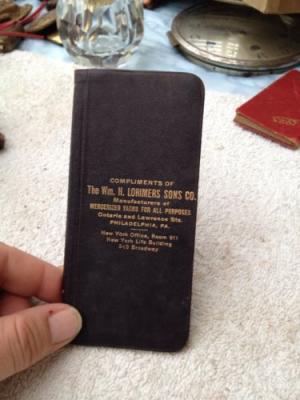 COMPLIMENTS OF
The Wm. H. LORIMERS SONS CO.
Manufacturers of
MERCERIZED YARNS FOR ALL PURPOSES
Ontario and Lawrence Sts.
PHILADELPHIA, PA.
New York Office, Room 911
New York Life Building
346 Broadway